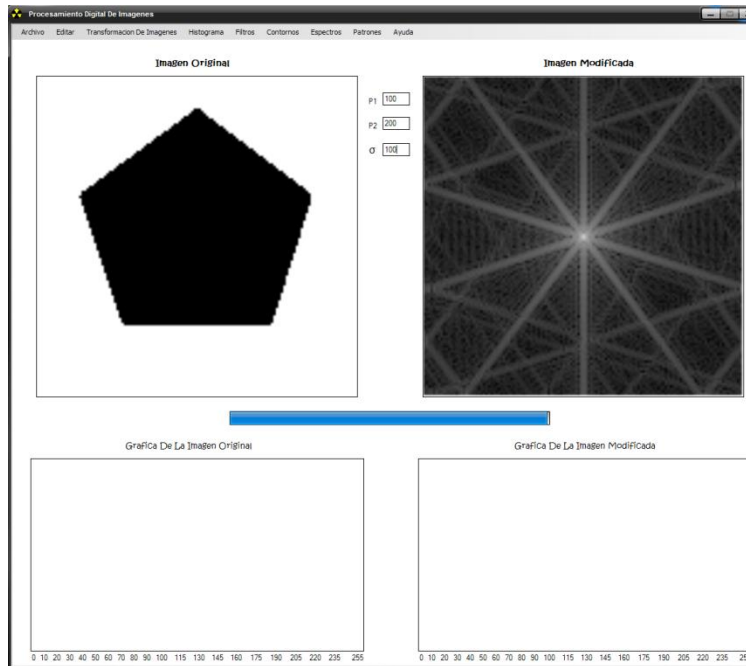 Procesamiento Digital De Imagenes
Archivo Editar Transformacion De Imagenes Histograma Filtros Contornos Espectros Patrones Ayuda
Imagen Original
Imagen Modificada
P1 100
P2 200
σ 100
Grafica De La Imagen Original
Grafica De La Imagen Modificada
0 10 20 30 40 50 60 70 80 90 100 115 130 145 160 175 190 205 220 235 255
0 10 20 30 40 50 60 70 80 90 100 115 130 145 155 175 190 205 220 235 25